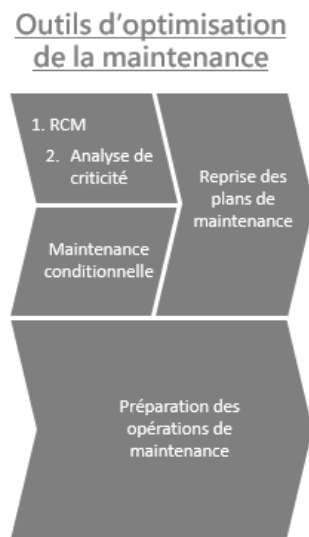 Outils d'optimisation
de la maintenance
1. RCM
2. Analyse de
criticité
Reprise des
plans de
maintenance
Maintenance
conditionnelle
Préparation des
opérations de
maintenance